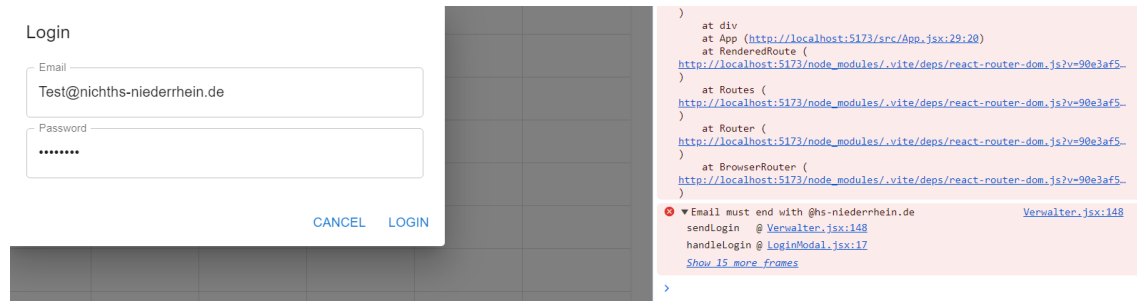 Login
Email
Test@nichths-niederrhein.de
Password
••••••••
CANCEL LOGIN
)
at div
at App (http://localhost:5173/src/App.jsx:29:20)
at RenderedRoute (
http://localhost:5173/node_modules/.vite/deps/react-router-dom.js?v=90e3af5…
)
at Routes (
http://localhost:5173/node_modules/.vite/deps/react-router-dom.js?v=90e3af5…
)
at Router (
http://localhost:5173/node_modules/.vite/deps/react-router-dom.js?v=90e3af5…
)
at BrowserRouter (
http://localhost:5173/node_modules/.vite/deps/react-router-dom.js?v=90e3af5…
)
▼Email must end with @hs-niederrhein.de Verwalter.jsx:148
sendLogin @ Verwalter.jsx:148
handleLogin @ LoginModal.jsx:17
Show 15 more frames
>